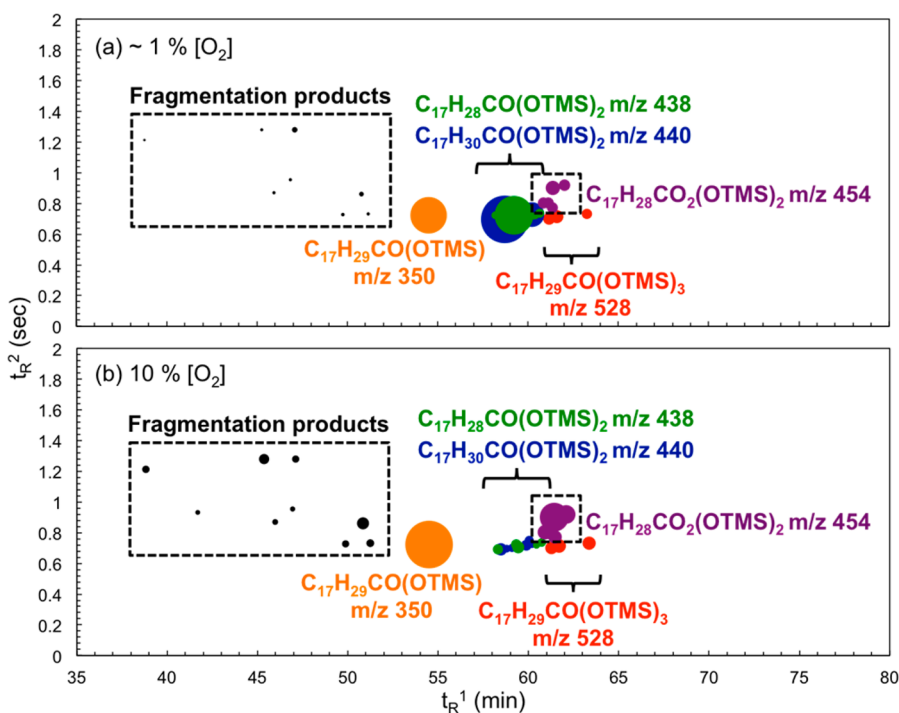 2
(a) ~ 1 % [O₂]
1.8
1.6
Fragmentation products
C₁₇H₂₈CO(OTMS)₂ m/z 438
1.4
C₁₇H₃₀CO(OTMS)₂ m/z 440
1.2
1
C₁₇H₂₈CO₂(OTMS)₂ m/z 454
0.8
0.6
C₁₇H₂₉CO(OTMS)
m/z 350
0.4
C₁₇H₂₉CO(OTMS)₃
m/z 528
0.2
0
tR² (sec)
2
(b) 10 % [O₂]
1.8
1.6
Fragmentation products
C₁₇H₂₈CO(OTMS)₂ m/z 438
1.4
C₁₇H₃₀CO(OTMS)₂ m/z 440
1.2
1
C₁₇H₂₈CO₂(OTMS)₂ m/z 454
0.8
0.6
C₁₇H₂₉CO(OTMS)
m/z 350
0.4
C₁₇H₂₉CO(OTMS)₃
m/z 528
0.2
0
35 40 45 50 55 60 65 70 75 80
tR¹ (min)